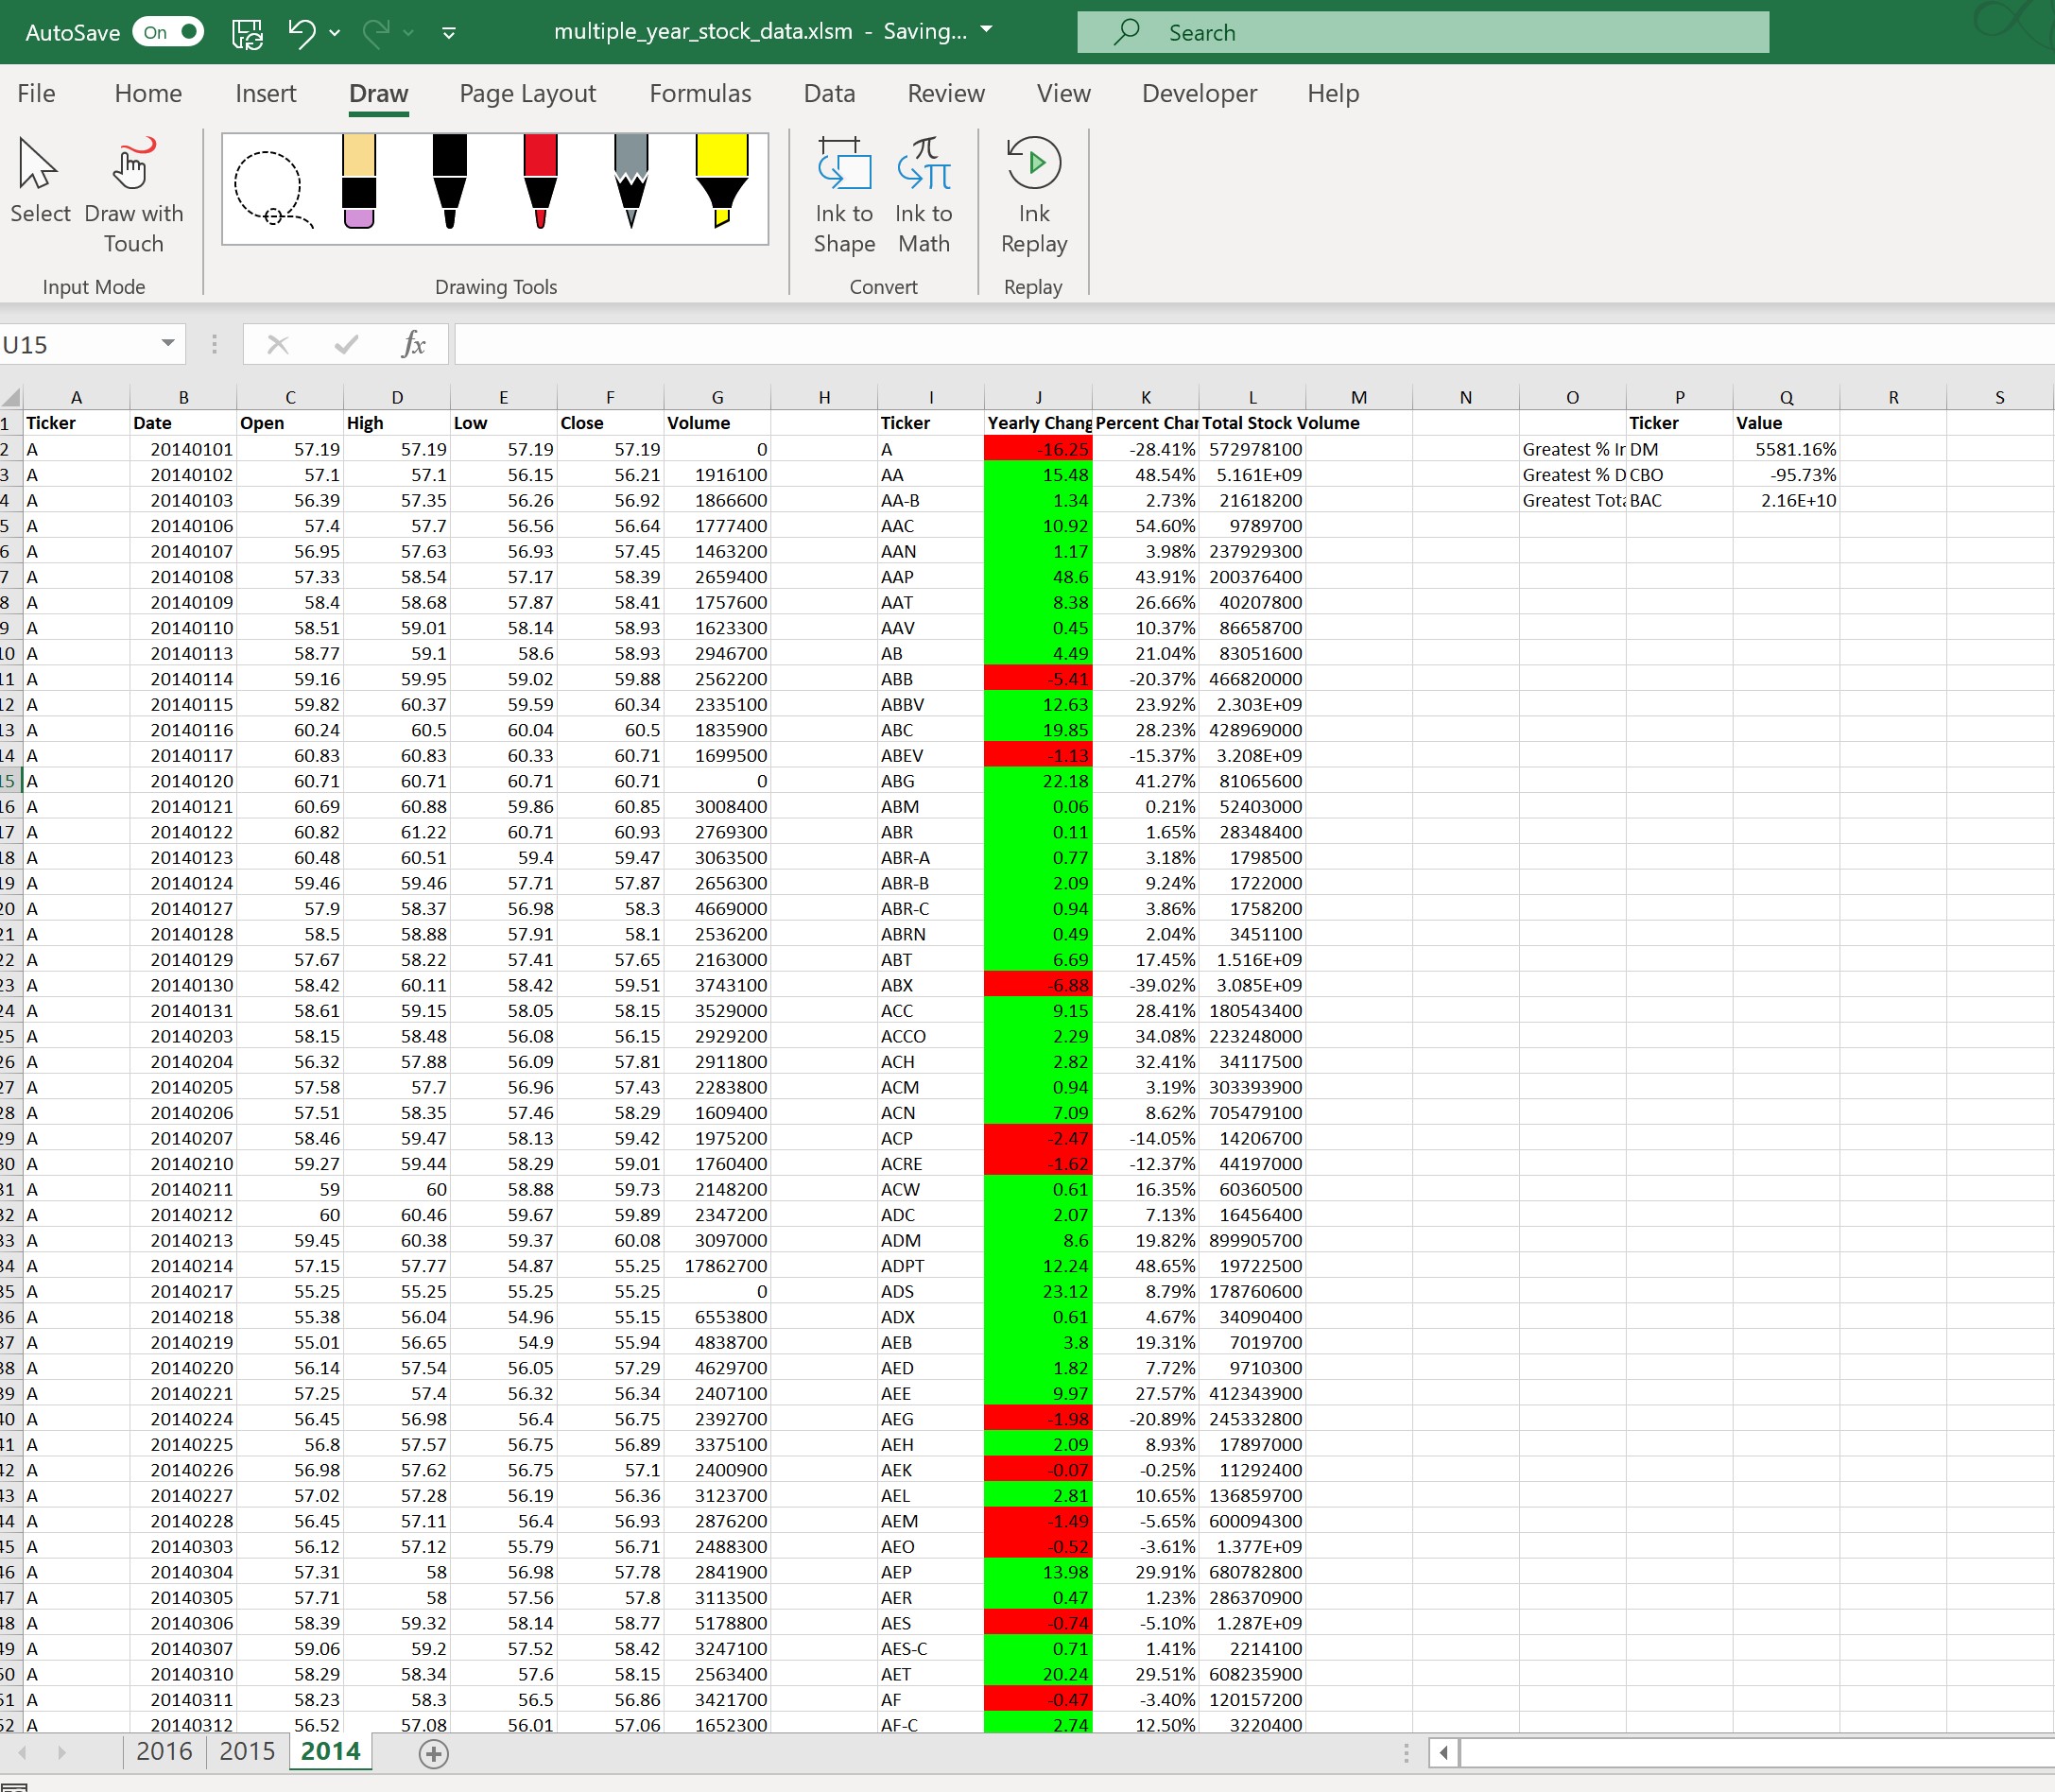 AutoSave On multiple_year_stock_data.xlsm - Saving... Search
File Home Insert Draw Page Layout Formulas Data Review View Developer Help
Select Draw with Touch Ink to Shape Ink to Math Ink Replay
Input Mode Drawing Tools Convert Replay
U15 fx
A B C D E F G H I J K L M N O P Q R S
1 Ticker Date Open High Low Close Volume Ticker Yearly Chang Percent Char Total Stock Volume Ticker Value
2 A 20140101 57.19 57.19 57.19 57.19 0 A -16.25 -28.41% 572978100 Greatest % Ir DM 5581.16%
3 A 20140102 57.1 57.1 56.15 56.21 1916100 AA 15.48 48.54% 5.161E+09 Greatest % D CBO -95.73%
4 A 20140103 56.39 57.35 56.26 56.92 1866600 AA-B 1.34 2.73% 21618200 Greatest Tota BAC 2.16E+10
5 A 20140106 57.4 57.7 56.56 56.64 1777400 AAC 10.92 54.60% 9789700
6 A 20140107 56.95 57.63 56.93 57.45 1463200 AAN 1.17 3.98% 237929300
7 A 20140108 57.33 58.54 57.17 58.39 2659400 AAP 48.6 43.91% 200376400
8 A 20140109 58.4 58.68 57.87 58.41 1757600 AAT 8.38 26.66% 40207800
9 A 20140110 58.51 59.01 58.14 58.93 1623300 AAV 0.45 10.37% 86658700
10 A 20140113 58.77 59.1 58.6 58.93 2946700 AB 4.49 21.04% 83051600
11 A 20140114 59.16 59.95 59.02 59.88 2562200 ABB -5.41 -20.37% 466820000
12 A 20140115 59.82 60.37 59.59 60.34 2335100 ABBV 12.63 23.92% 2.303E+09
13 A 20140116 60.24 60.5 60.04 60.5 1835900 ABC 19.85 28.23% 428969000
14 A 20140117 60.83 60.83 60.33 60.71 1699500 ABEV -1.13 -15.37% 3.208E+09
15 A 20140120 60.71 60.71 60.71 60.71 0 ABG 22.18 41.27% 81065600
16 A 20140121 60.69 60.88 59.86 60.85 3008400 ABM 0.06 0.21% 52403000
17 A 20140122 60.82 61.22 60.71 60.93 2769300 ABR 0.11 1.65% 28348400
18 A 20140123 60.48 60.51 59.4 59.47 3063500 ABR-A 0.77 3.18% 1798500
19 A 20140124 59.46 59.46 57.71 57.87 2656300 ABR-B 2.09 9.24% 1722000
20 A 20140127 57.9 58.37 56.98 58.3 4669000 ABR-C 0.94 3.86% 1758200
21 A 20140128 58.5 58.88 57.91 58.1 2536200 ABRN 0.49 2.04% 3451100
22 A 20140129 57.67 58.22 57.41 57.65 2163000 ABT 6.69 17.45% 1.516E+09
23 A 20140130 58.42 60.11 58.42 59.51 3743100 ABX -6.88 -39.02% 3.085E+09
24 A 20140131 58.61 59.15 58.05 58.15 3529000 ACC 9.15 28.41% 180543400
25 A 20140203 58.15 58.48 56.08 56.15 2929200 ACCO 2.29 34.08% 223248000
26 A 20140204 56.32 57.88 56.09 57.81 2911800 ACH 2.82 32.41% 34117500
27 A 20140205 57.58 57.7 56.96 57.43 2283800 ACM 0.94 3.19% 303393900
28 A 20140206 57.51 58.35 57.46 58.29 1609400 ACN 7.09 8.62% 705479100
29 A 20140207 58.46 59.47 58.13 59.42 1975200 ACP -2.47 -14.05% 14206700
30 A 20140210 59.27 59.44 58.29 59.01 1760400 ACRE -1.62 -12.37% 44197000
31 A 20140211 59 60 58.88 59.73 2148200 ACW 0.61 16.35% 60360500
32 A 20140212 60 60.46 59.67 59.89 2347200 ADC 2.07 7.13% 16456400
33 A 20140213 59.45 60.38 59.37 60.08 3097000 ADM 8.6 19.82% 899905700
34 A 20140214 57.15 57.77 54.87 55.25 17862700 ADPT 12.24 48.65% 19722500
35 A 20140217 55.25 55.25 55.25 55.25 0 ADS 23.12 8.79% 178760600
36 A 20140218 55.38 56.04 54.96 55.15 6553800 ADX 0.61 4.67% 34090400
37 A 20140219 55.01 56.65 54.9 55.94 4838700 AEB 3.8 19.31% 7019700
38 A 20140220 56.14 57.54 56.05 57.29 4629700 AED 1.82 7.72% 9710300
39 A 20140221 57.25 57.4 56.32 56.34 2407100 AEE 9.97 27.57% 412343900
40 A 20140224 56.45 56.98 56.4 56.75 2392700 AEG -1.98 -20.89% 245332800
41 A 20140225 56.8 57.57 56.75 56.89 3375100 AEH 2.09 8.93% 17897000
42 A 20140226 56.98 57.62 56.75 57.1 2400900 AEK -0.07 -0.25% 11292400
43 A 20140227 57.02 57.28 56.19 56.36 3123700 AEL 2.81 10.65% 136859700
44 A 20140228 56.45 57.11 56.4 56.93 2876200 AEM -1.49 -5.65% 600094300
45 A 20140303 56.12 57.12 55.79 56.71 2488300 AEO -0.52 -3.61% 1.377E+09
46 A 20140304 57.31 58 56.98 57.78 2841900 AEP 13.98 29.91% 680782800
47 A 20140305 57.71 58 57.56 57.8 3113500 AER 0.47 1.23% 286370900
48 A 20140306 58.39 59.32 58.14 58.77 5178800 AES -0.74 -5.10% 1.287E+09
49 A 20140307 59.06 59.2 57.52 58.42 3247100 AES-C 0.71 1.41% 2214100
50 A 20140310 58.29 58.34 57.6 58.15 2563400 AET 20.24 29.51% 608235900
51 A 20140311 58.23 58.3 56.5 56.86 3421700 AF -0.47 -3.40% 120157200
52 A 20140312 56.52 57.08 56.01 57.06 1652300 AF-C 2.74 12.50% 3220400
2016 2015 2014